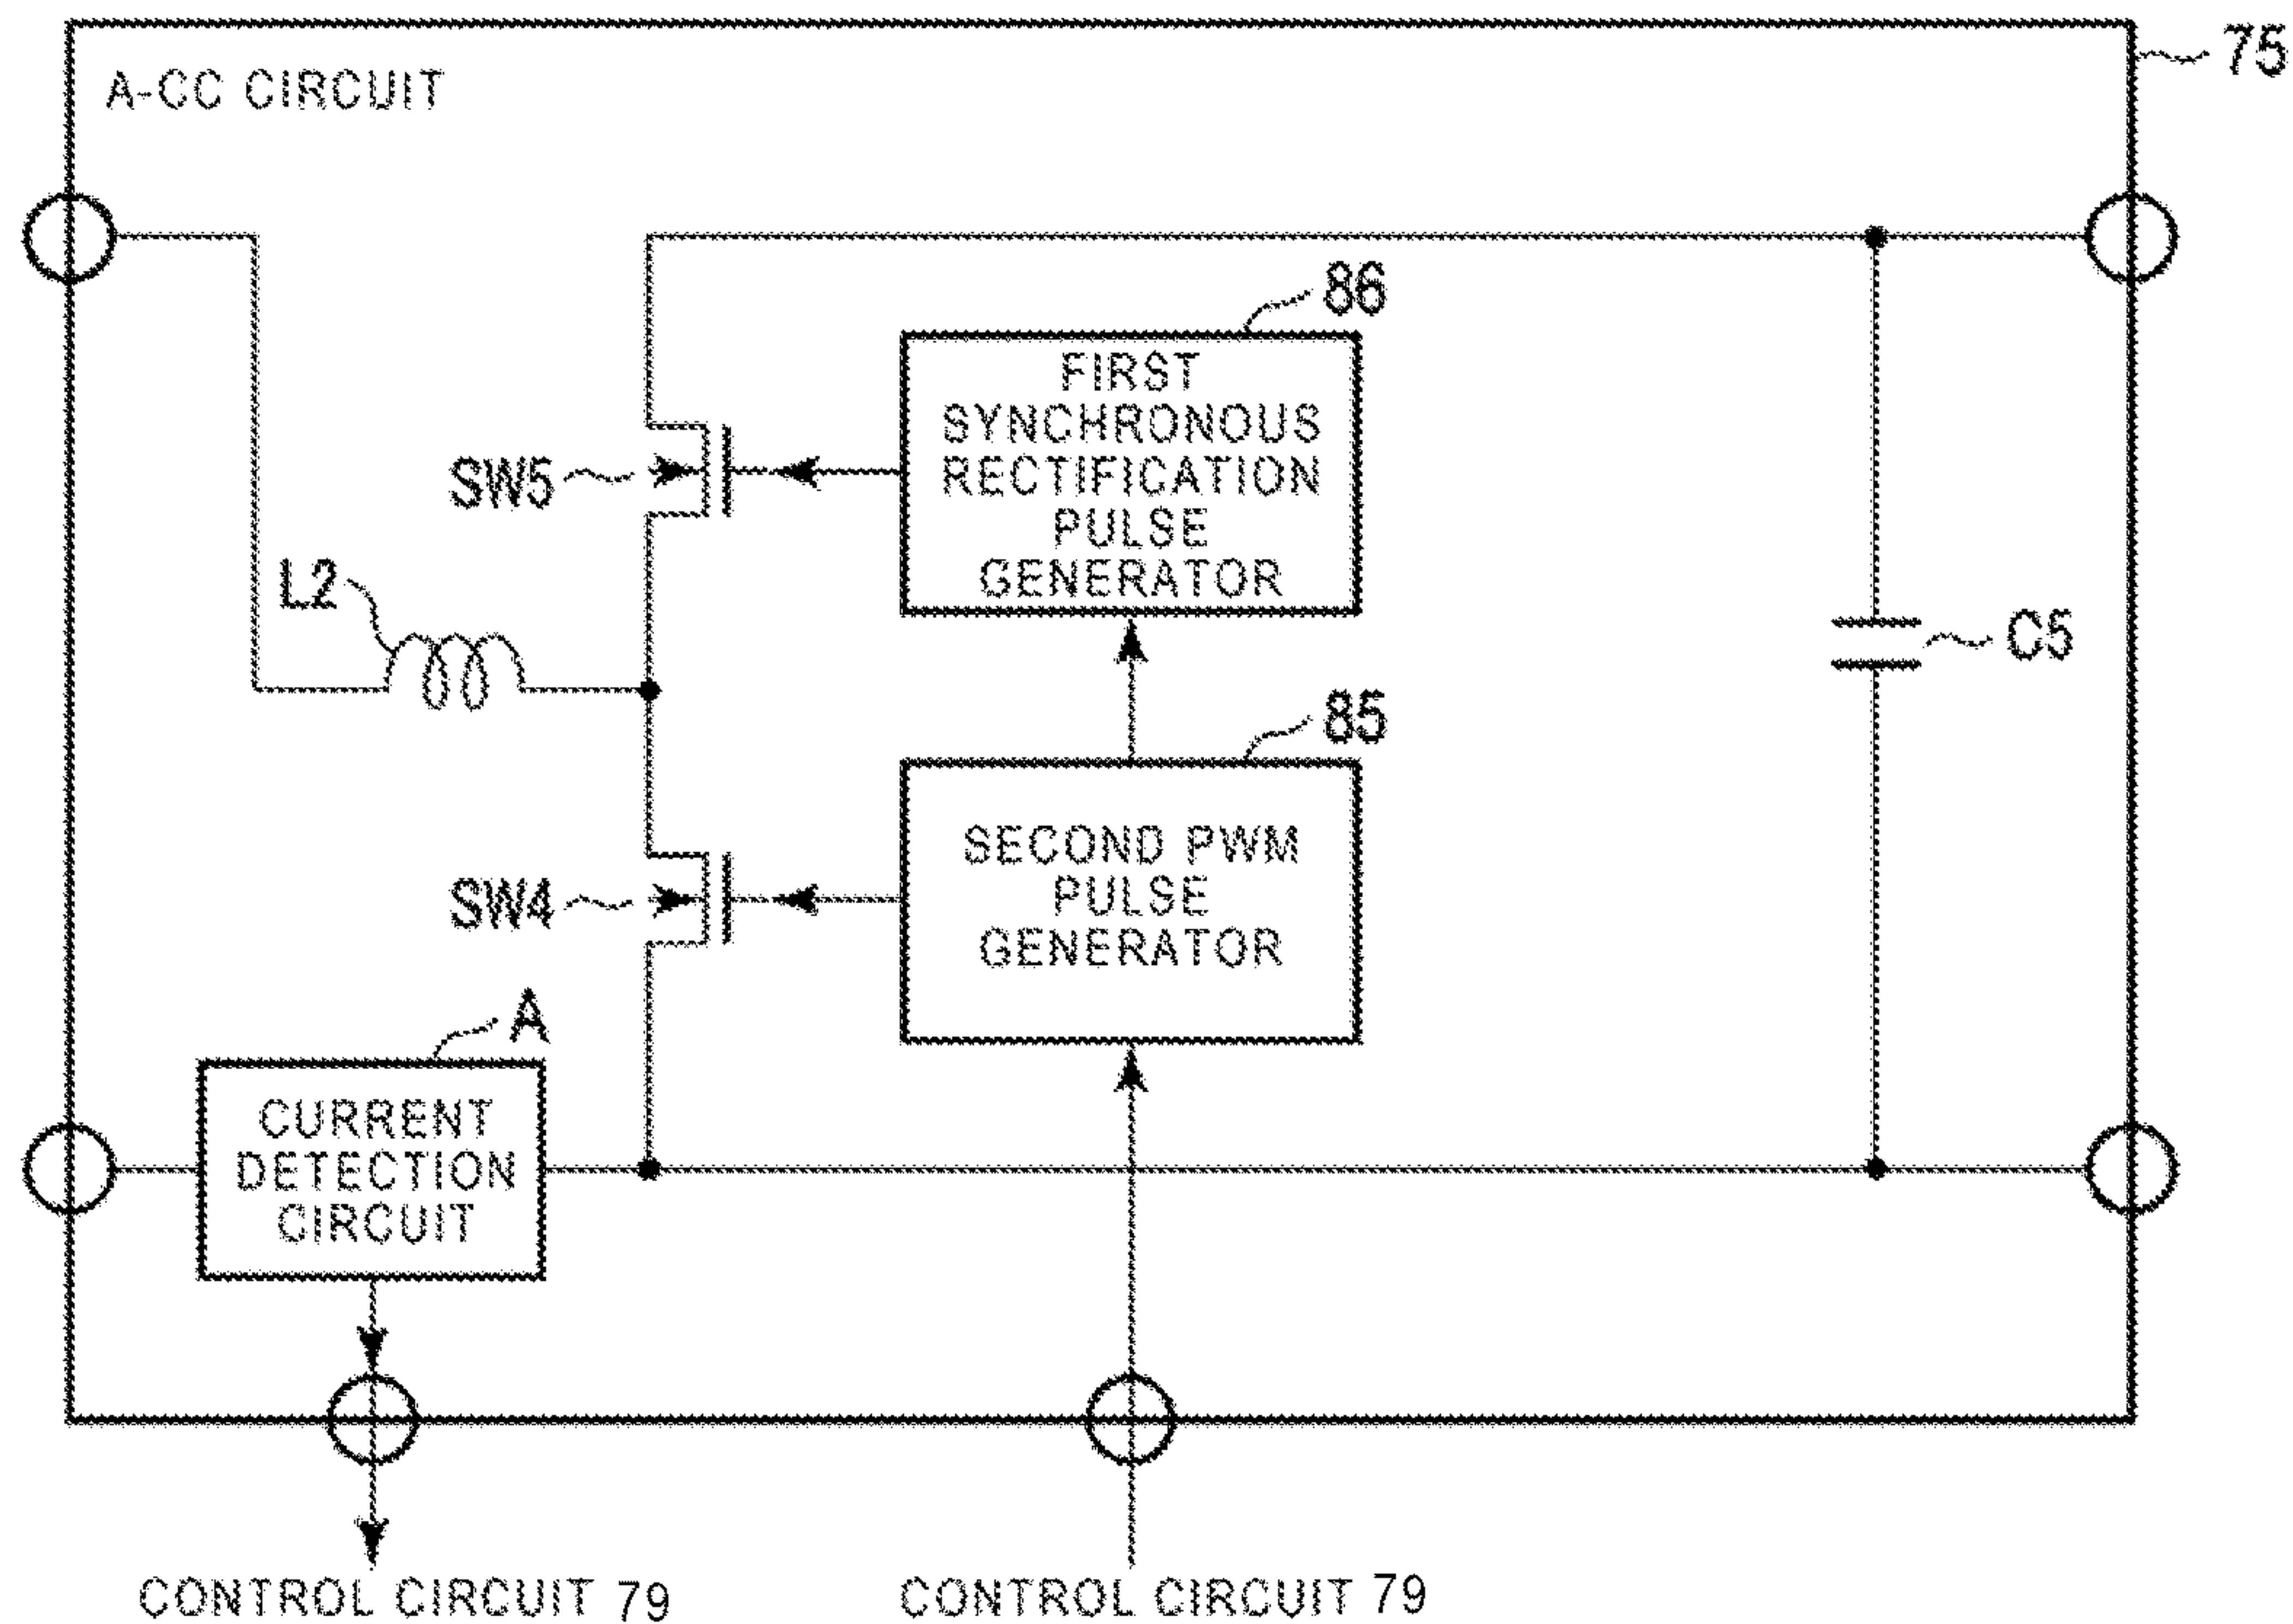 75
A-CC CIRCUIT
86
FIRST
SYNCHRONOUS
RECTIFICATION
PULSE
GENERATOR
SW5
L2
C5
85
SECOND PWM
PULSE
GENERATOR
SW4
A
CURRENT
DETECTION
CIRCUIT
CONTROL CIRCUIT 79
CONTROL CIRCUIT 79